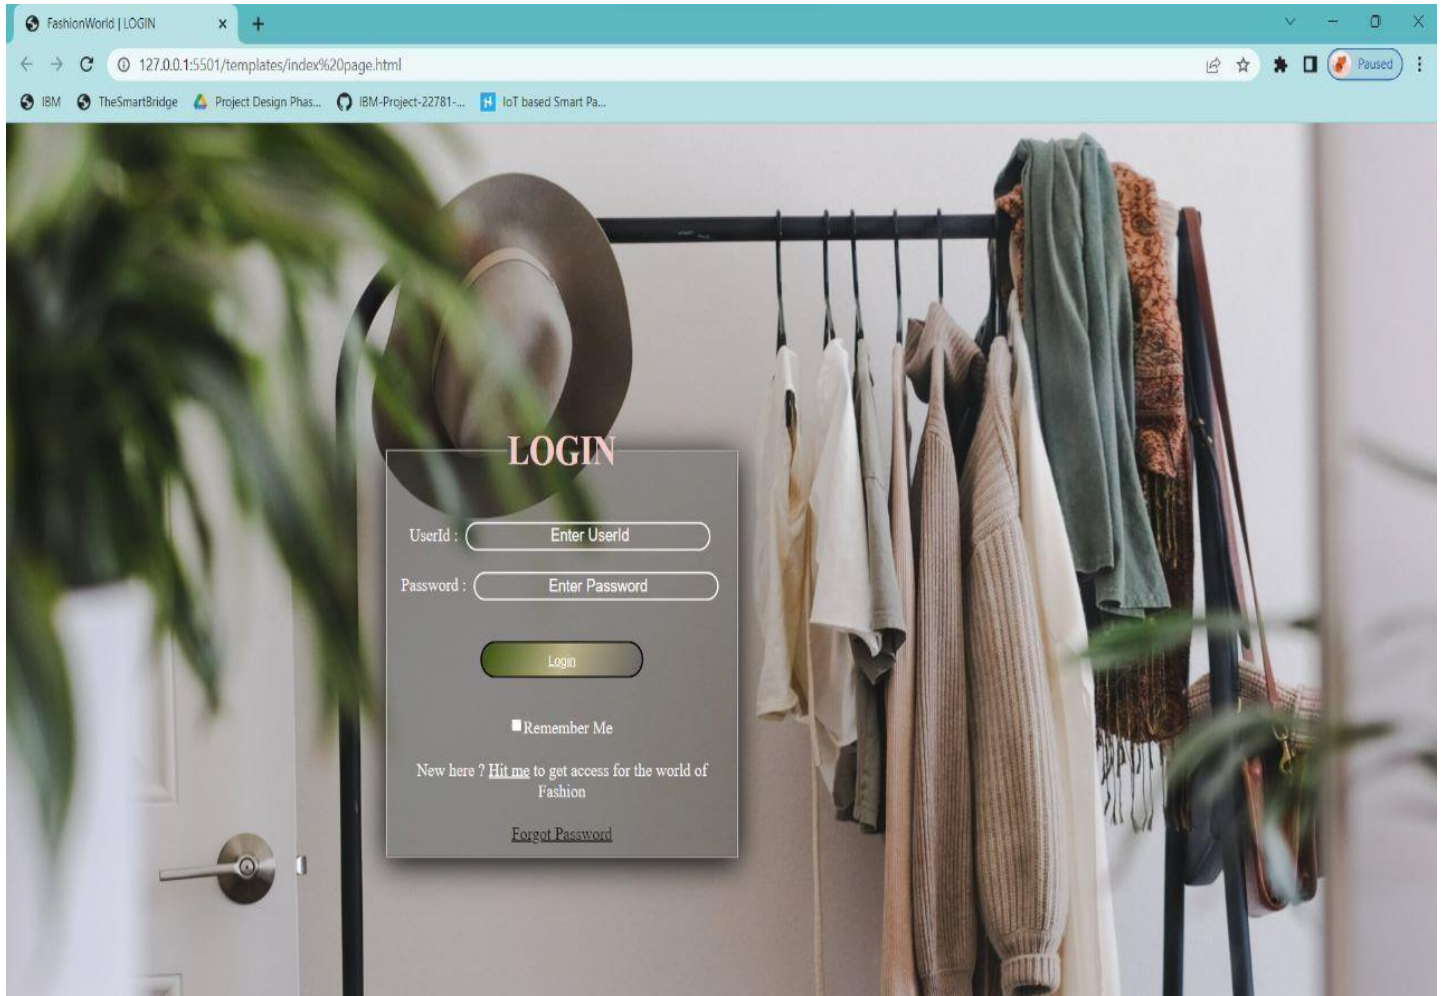 FashionWorld | LOGIN
127.0.0.1:5501/templates/index%20page.html
Paused
IBM TheSmartBridge Project Design Phas... IBM-Project-22781-... IoT based Smart Pa...
LOGIN
UserId : Enter UserId
Password : Enter Password
Login
Remember Me
New here ? Hit me to get access for the world of
Fashion
Forgot Password